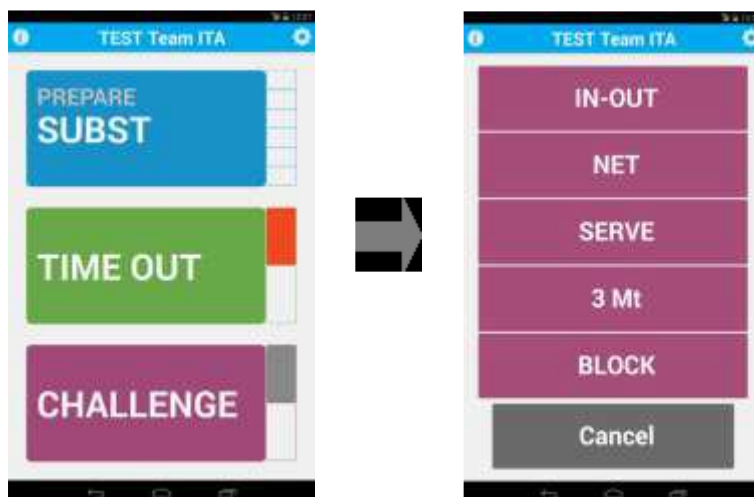 TEST Team ITA
PREPARE
SUBST
TIME OUT
CHALLENGE
TEST Team ITA
IN-OUT
NET
SERVE
3 Mt
BLOCK
Cancel